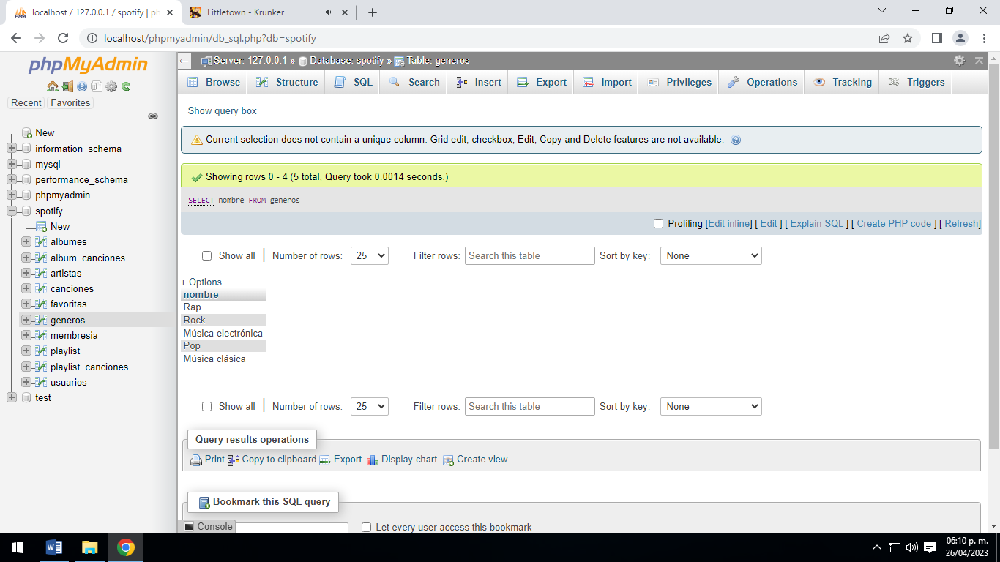 localhost / 127.0.0.1 / spotify | ph
Littletown - Krunker
localhost/phpmyadmin/db_sql.php?db=spotify
phpMyAdmin
Recent Favorites
New
information_schema
mysql
performance_schema
phpmyadmin
spotify
New
albumes
album_canciones
artistas
canciones
favoritas
generos
membresia
playlist
playlist_canciones
usuarios
test
Server: 127.0.0.1 » Database: spotify » Table: generos
Browse Structure SQL Search Insert Export Import Privileges Operations Tracking Triggers
Show query box
Current selection does not contain a unique column. Grid edit, checkbox, Edit, Copy and Delete features are not available.
Showing rows 0 - 4 (5 total, Query took 0.0014 seconds.)
SELECT nombre FROM generos
Profiling [Edit inline] [ Edit ] [ Explain SQL ] [ Create PHP code ] [ Refresh]
Show all | Number of rows: 25 Filter rows: Search this table Sort by key: None
+ Options
nombre
Rap
Rock
Música electrónica
Pop
Música clásica
Show all | Number of rows: 25 Filter rows: Search this table Sort by key: None
Query results operations
Print Copy to clipboard Export Display chart Create view
Bookmark this SQL query
Console
Let every user access this bookmark
06:10 p. m.
26/04/2023